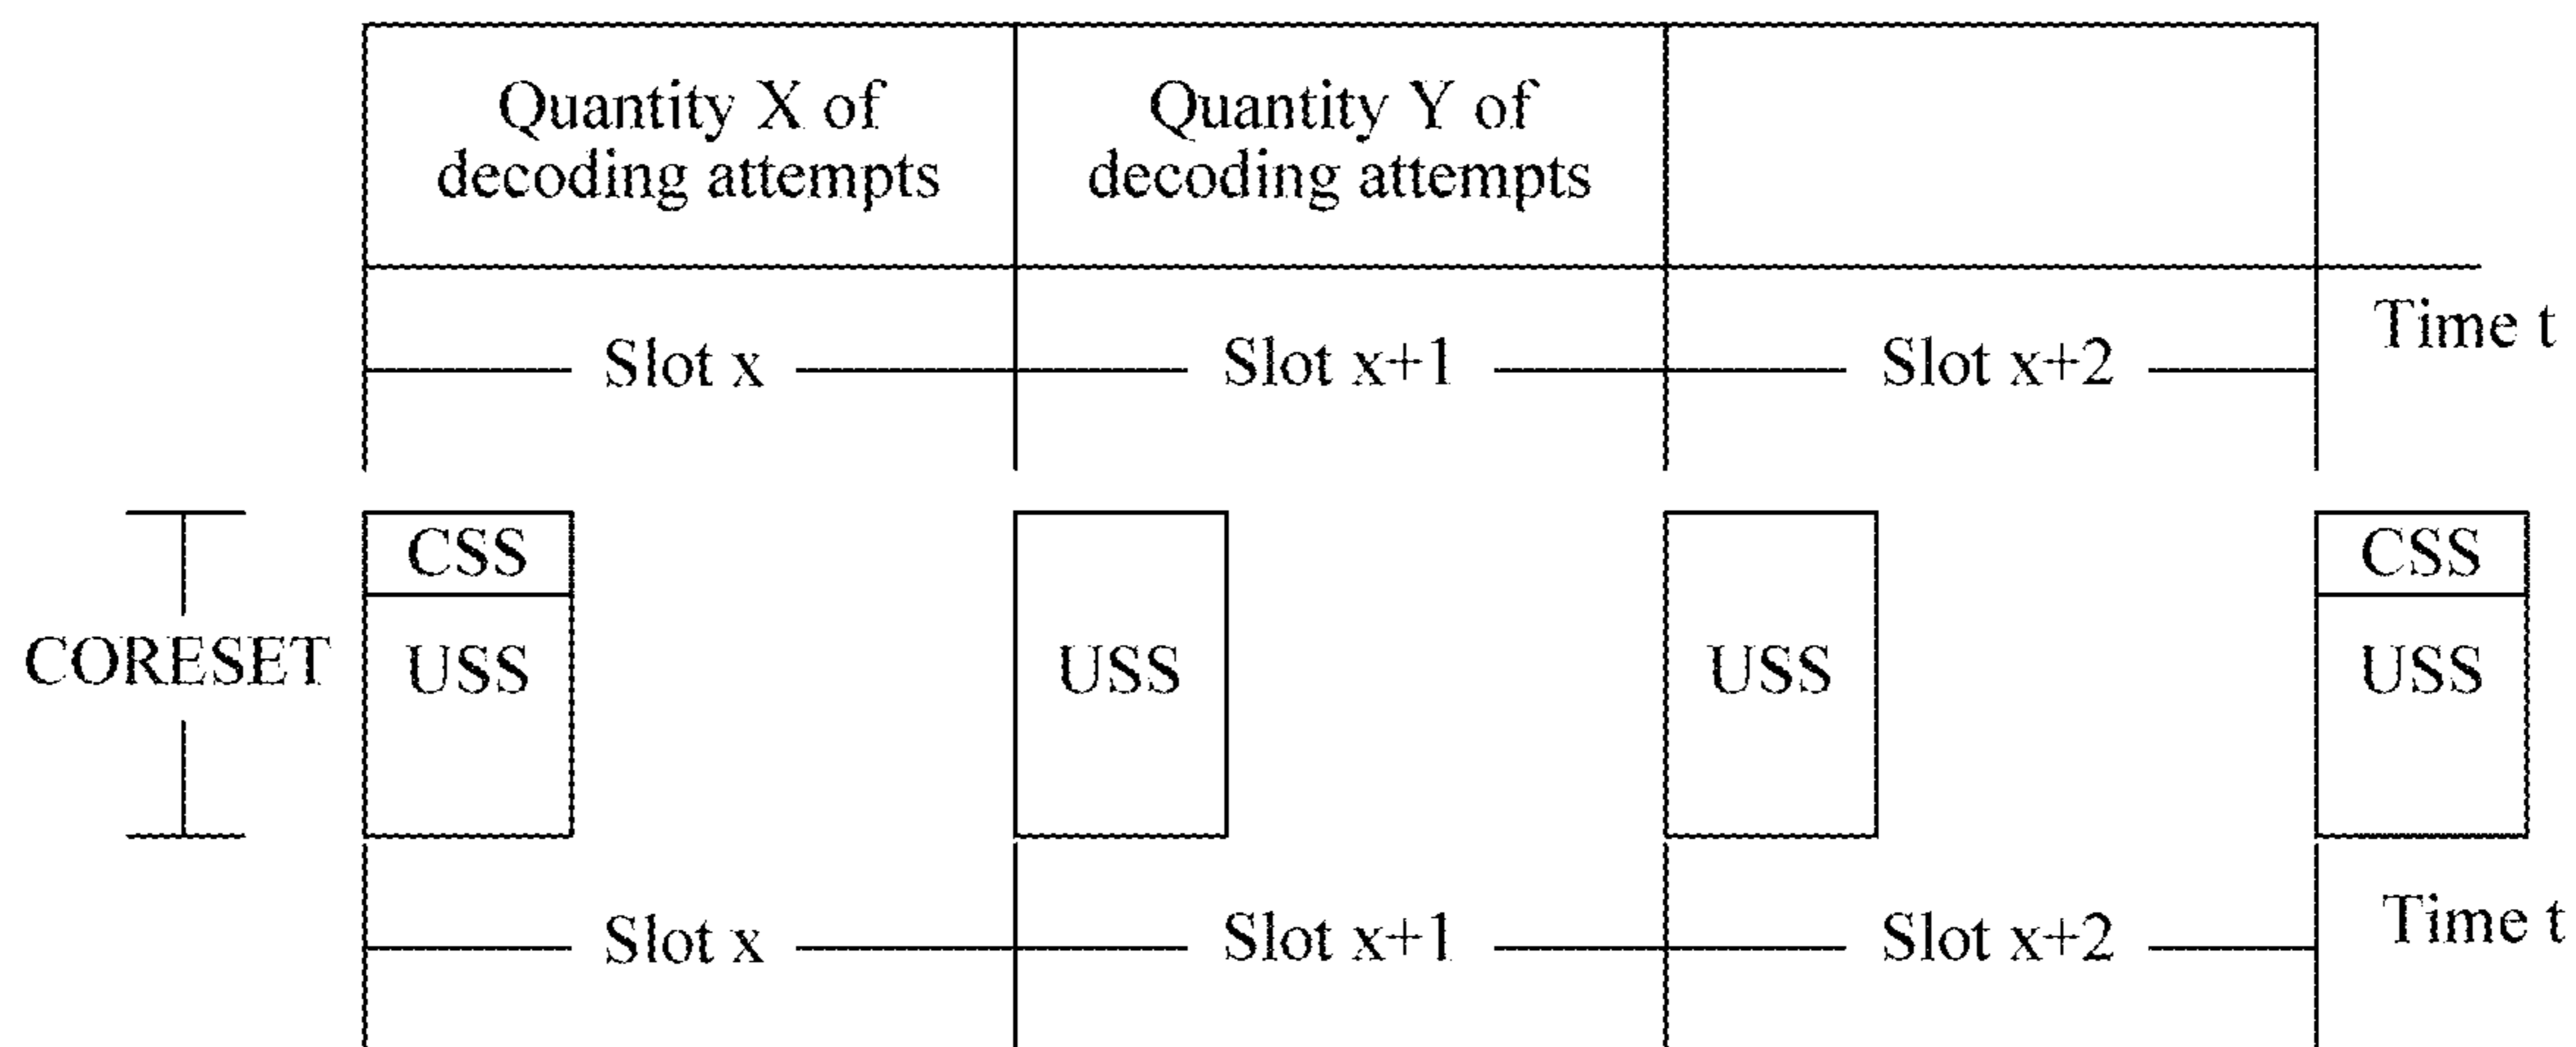 Quantity X of
decoding attempts
Quantity Y of
decoding attempts
Time t
Slot x
Slot x+1
Slot x+2
CORESET
CSS
USS
USS
USS
CSS
USS
Slot x
Slot x+1
Slot x+2
Time t